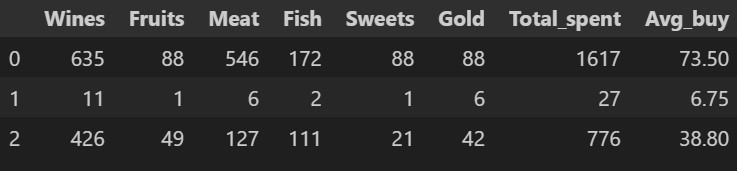 Wines Fruits Meat Fish Sweets Gold Total_spent Avg_buy
0 635 88 546 172 88 88 1617 73.50
1 11 1 6 2 1 6 27 6.75
2 426 49 127 111 21 42 776 38.80